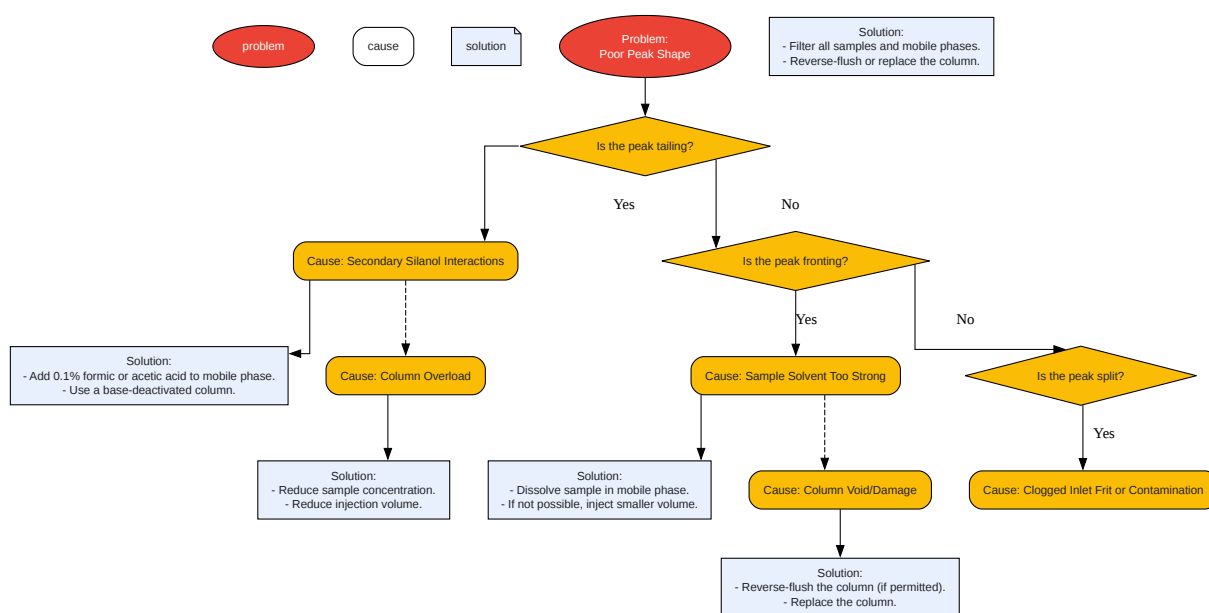 problem
cause
solution
Problem:
Poor Peak Shape
Solution:
- Filter all samples and mobile phases.
- Reverse-flush or replace the column.
Is the peak tailing?
Yes
No
Cause: Secondary Silanol Interactions
Is the peak fronting?
Yes
No
Solution:
- Add 0.1% formic or acetic acid to mobile phase.
- Use a base-deactivated column.
Cause: Column Overload
Cause: Sample Solvent Too Strong
Is the peak split?
Yes
Solution:
- Reduce sample concentration.
- Reduce injection volume.
Solution:
- Dissolve sample in mobile phase.
- If not possible, inject smaller volume.
Cause: Column Void/Damage
Cause: Clogged Inlet Frit or Contamination
Solution:
- Reverse-flush the column (if permitted).
- Replace the column.